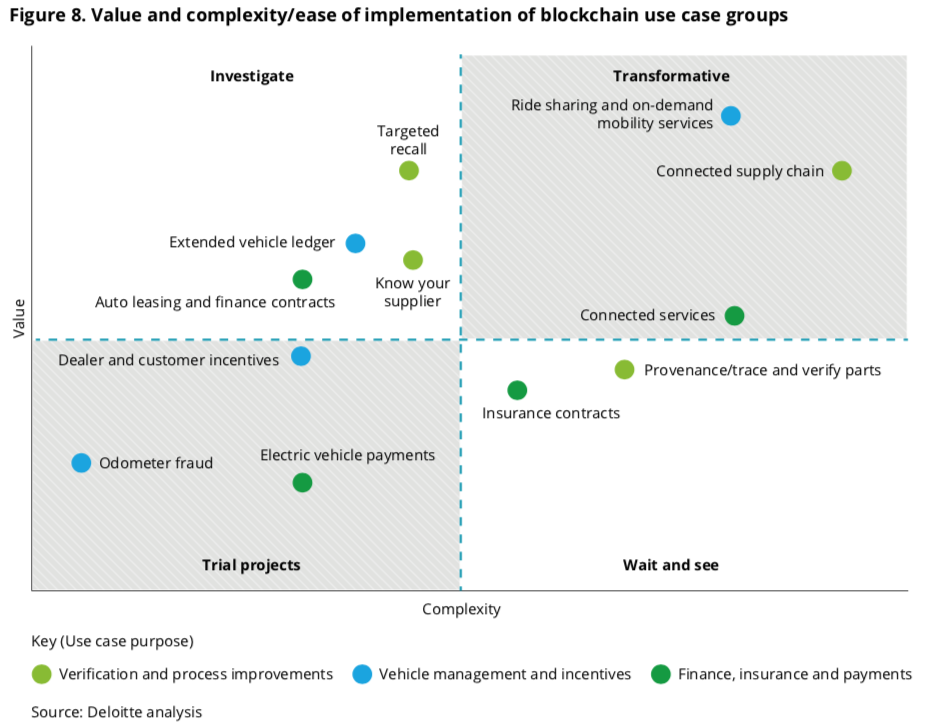 Figure 8. Value and complexity/ease of implementation of blockchain use case groups
Investigate
Transformative
Ride sharing and on-demand
mobility services
Targeted
recall
Connected supply chain
Extended vehicle ledger
Know your
supplier
Auto leasing and finance contracts
Connected services
Value
Dealer and customer incentives
Provenance/trace and verify parts
Insurance contracts
Electric vehicle payments
Odometer fraud
Trial projects
Wait and see
Complexity
Key (Use case purpose)
Verification and process improvements
Vehicle management and incentives
Finance, insurance and payments
Source: Deloitte analysis